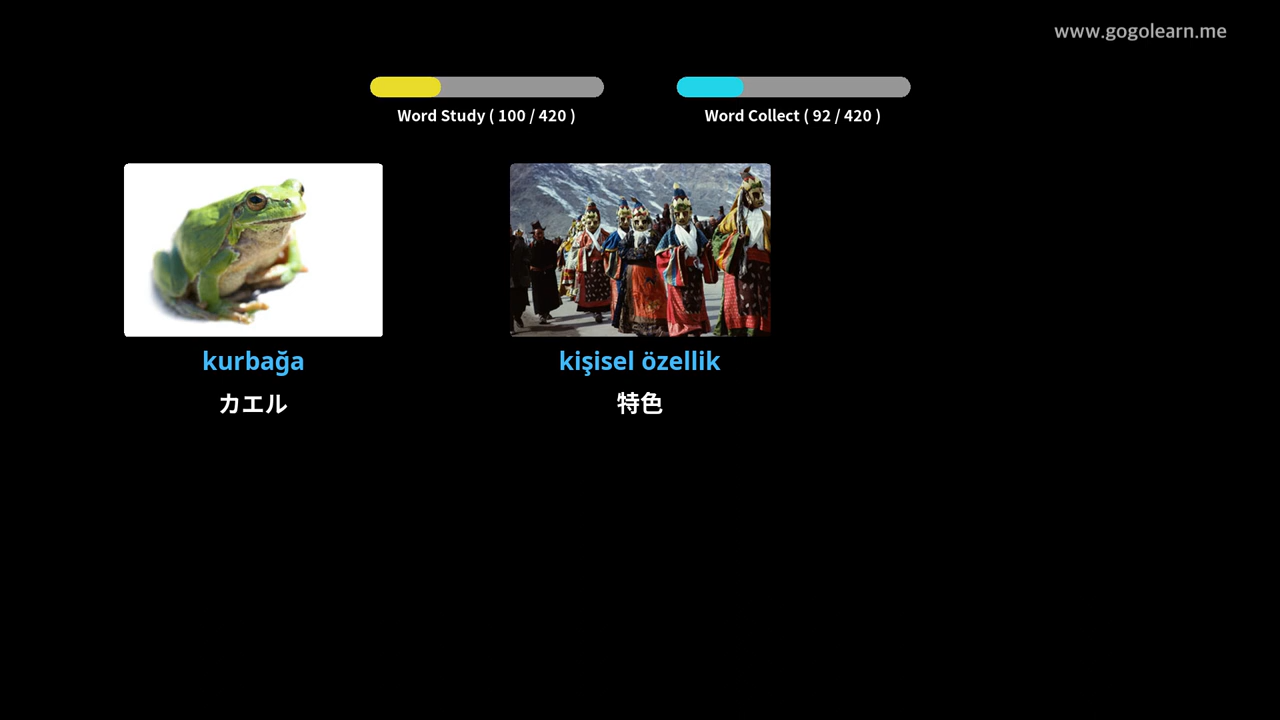 www.gogolearn.me
Word Study ( 100 / 420 )
Word Collect ( 92 / 420 )
kurbağa
カエル
kişisel özellik
特色